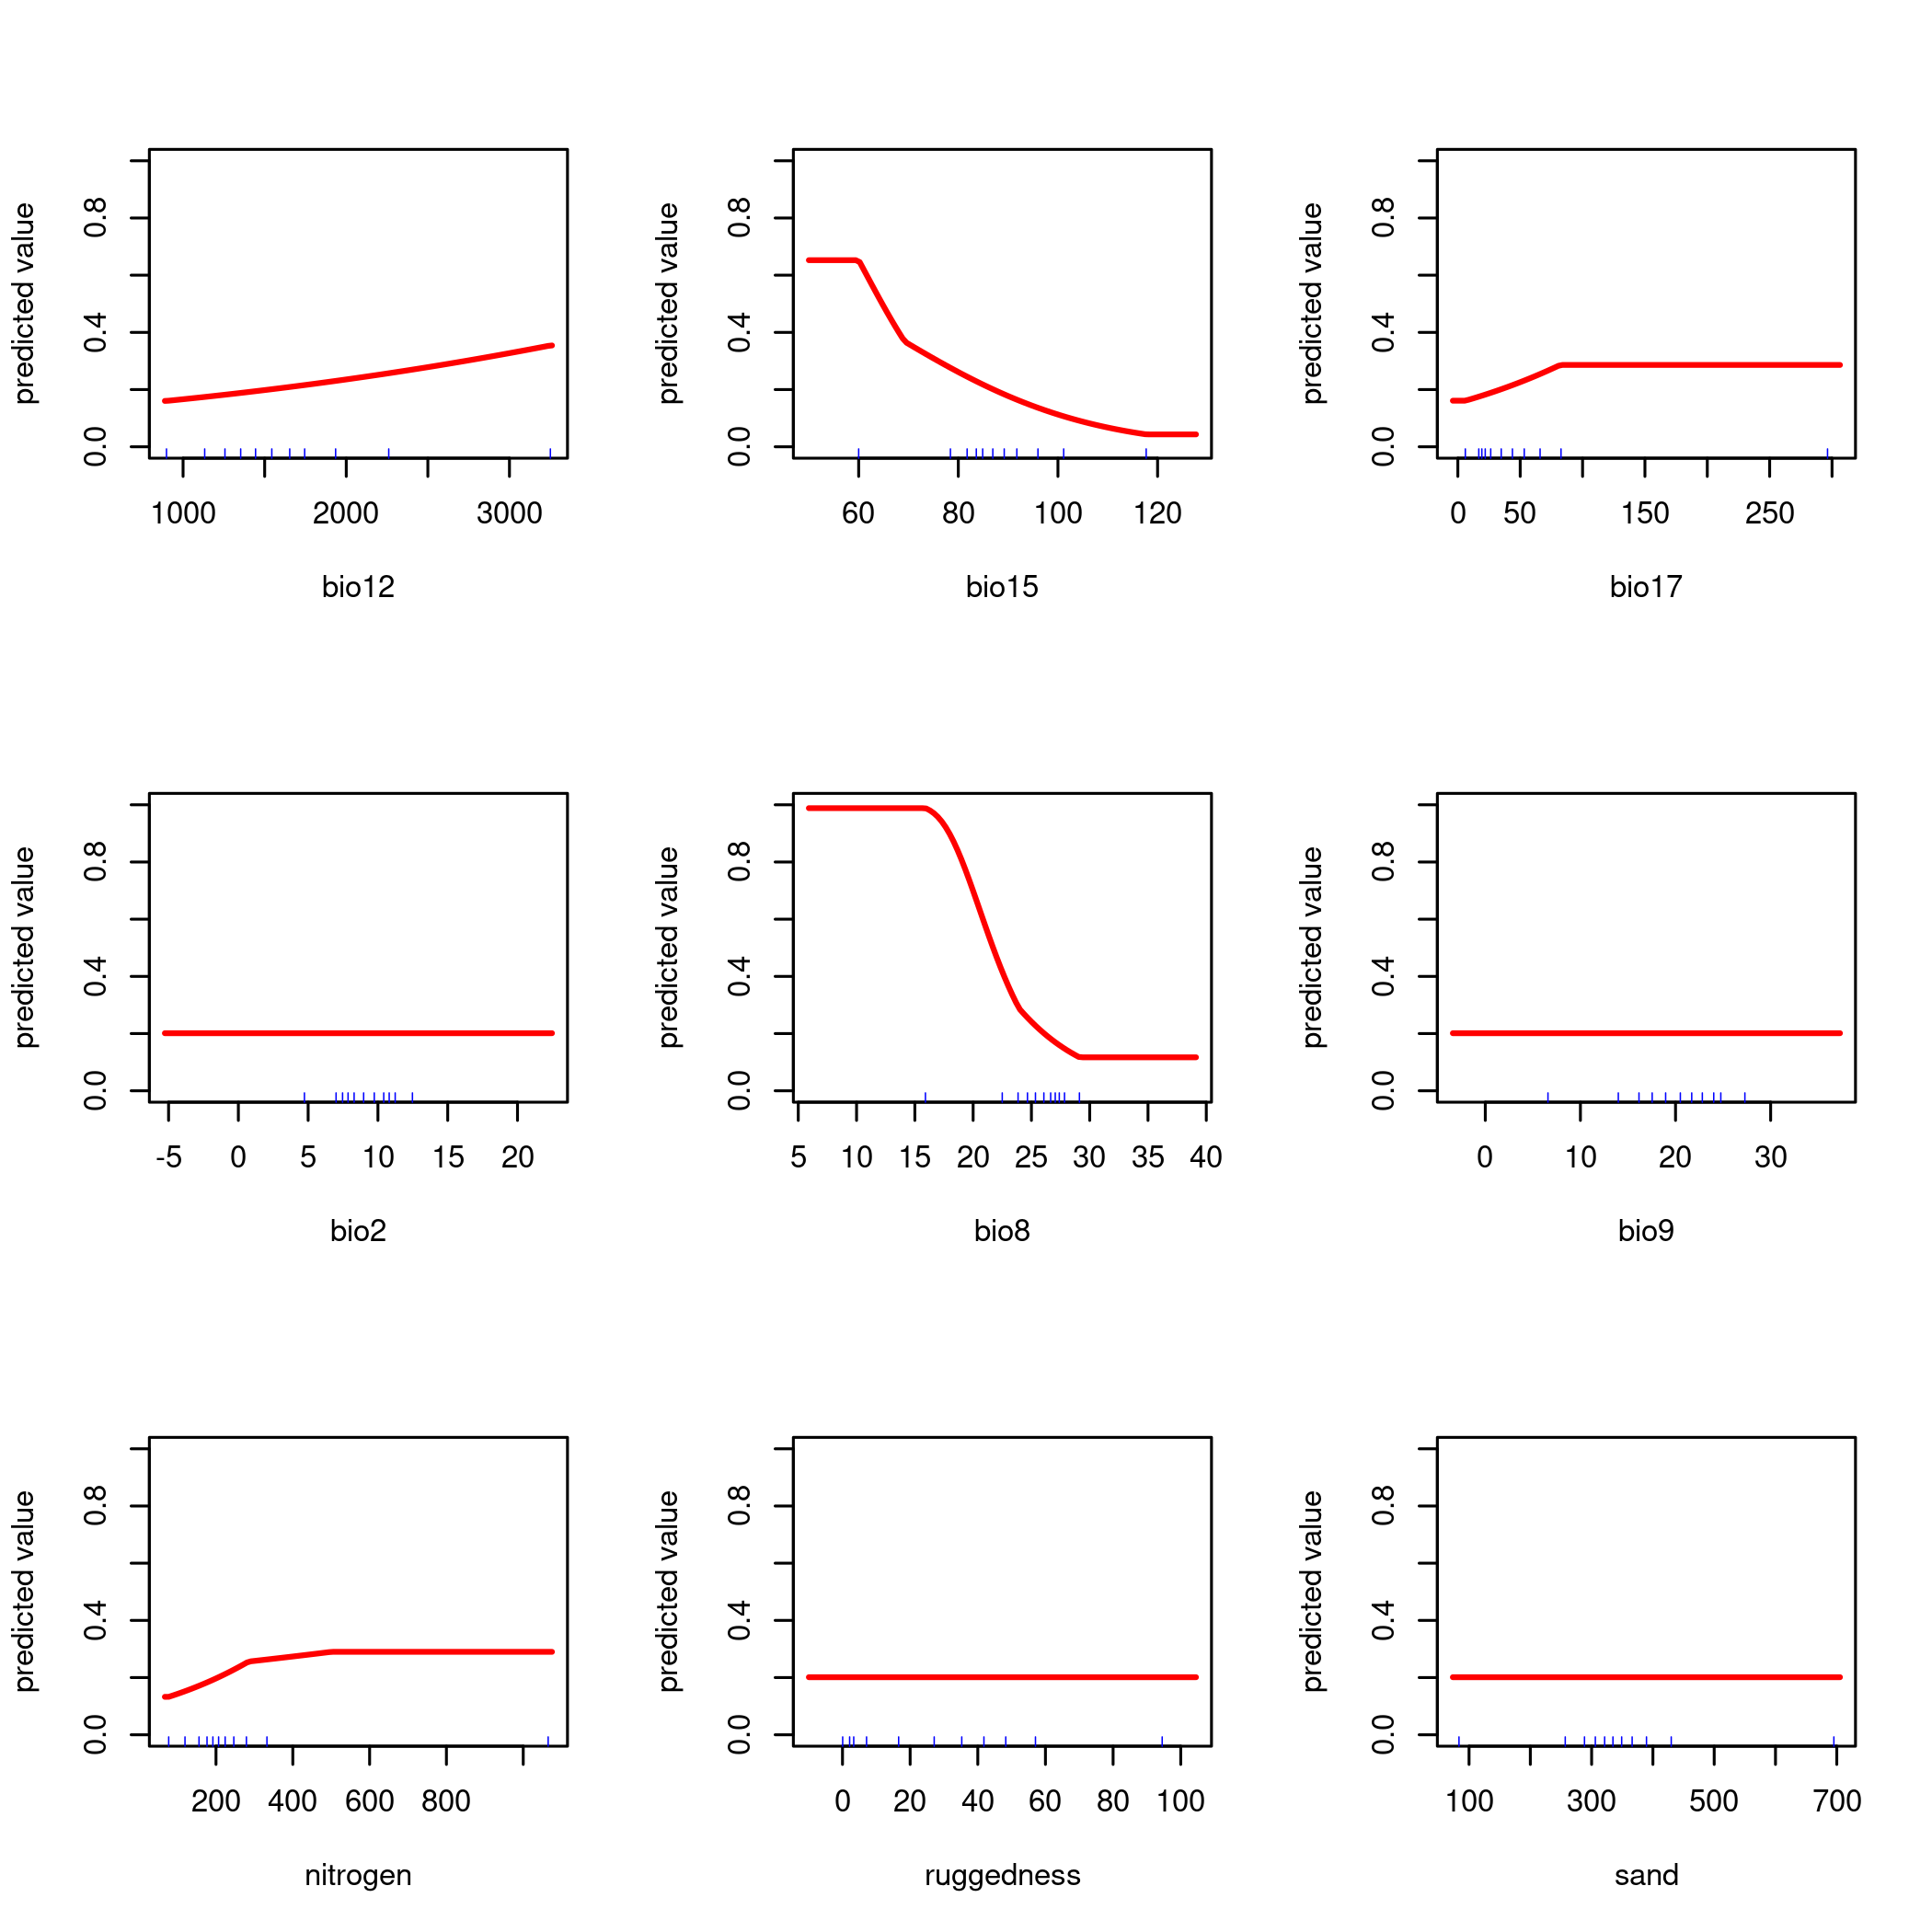 predicted value
0.0 0.4 0.8
1000 2000 3000
bio12
predicted value
0.0 0.4 0.8
60 80 100 120
bio15
predicted value
0.0 0.4 0.8
0 50 150 250
bio17
predicted value
0.0 0.4 0.8
-5 0 5 10 15 20
bio2
predicted value
0.0 0.4 0.8
5 10 15 20 25 30 35 40
bio8
predicted value
0.0 0.4 0.8
0 10 20 30
bio9
predicted value
0.0 0.4 0.8
200 400 600 800
nitrogen
predicted value
0.0 0.4 0.8
0 20 40 60 80 100
ruggedness
predicted value
0.0 0.4 0.8
100 300 500 700
sand